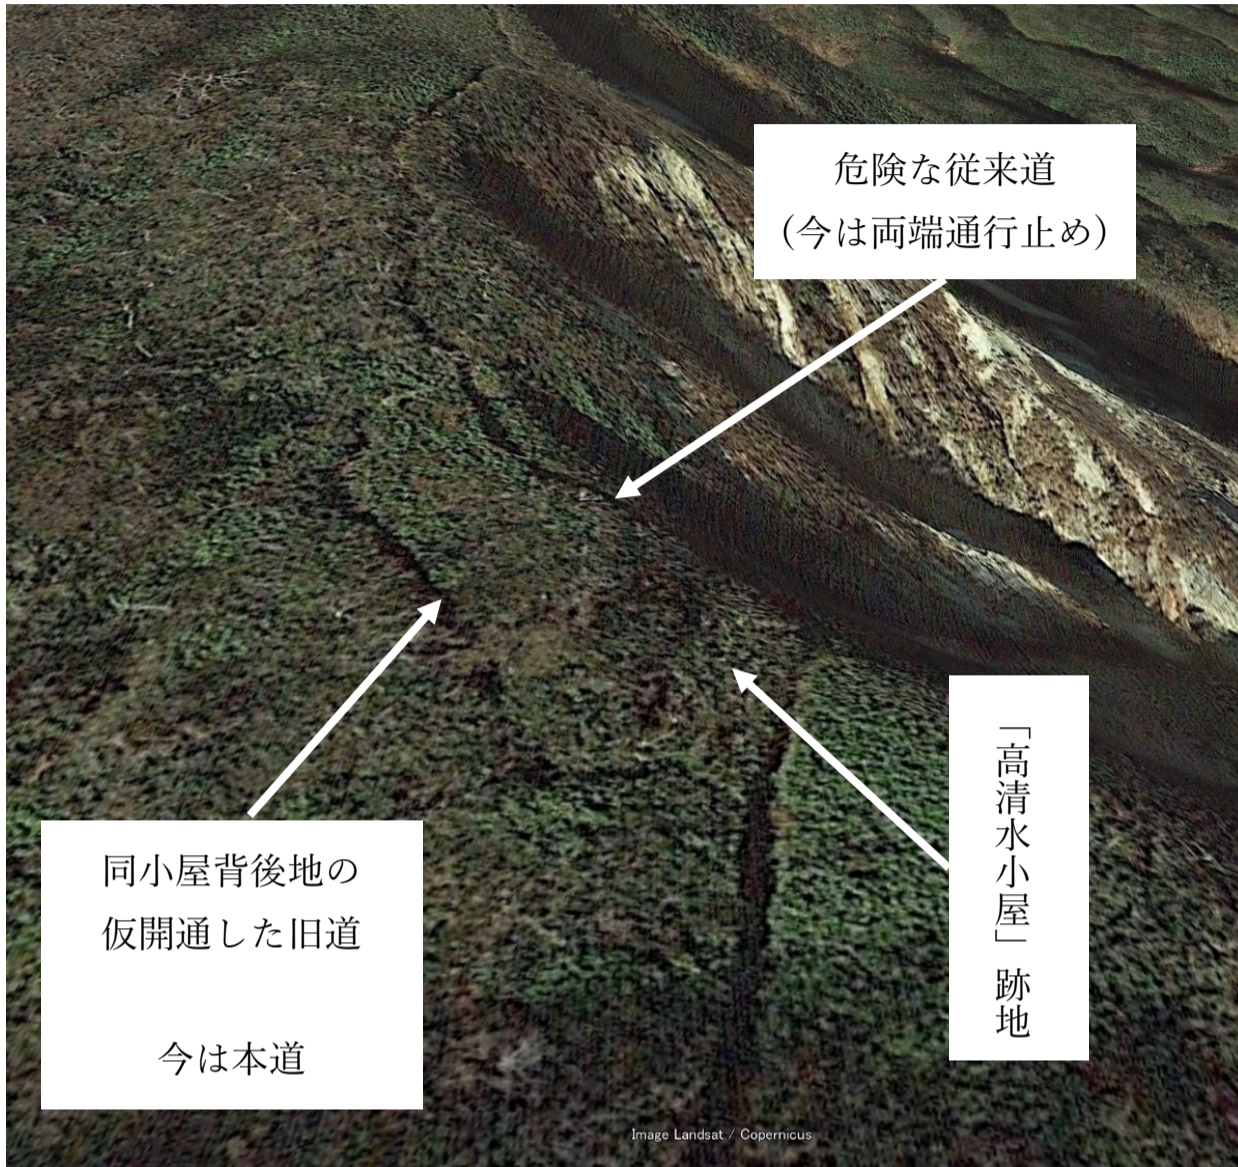 危険な従来道
(今は両端通行止め)
「高清水小屋」跡地
同小屋背後地の
仮開通した旧道
今は本道
Image Landsat / Copernicus